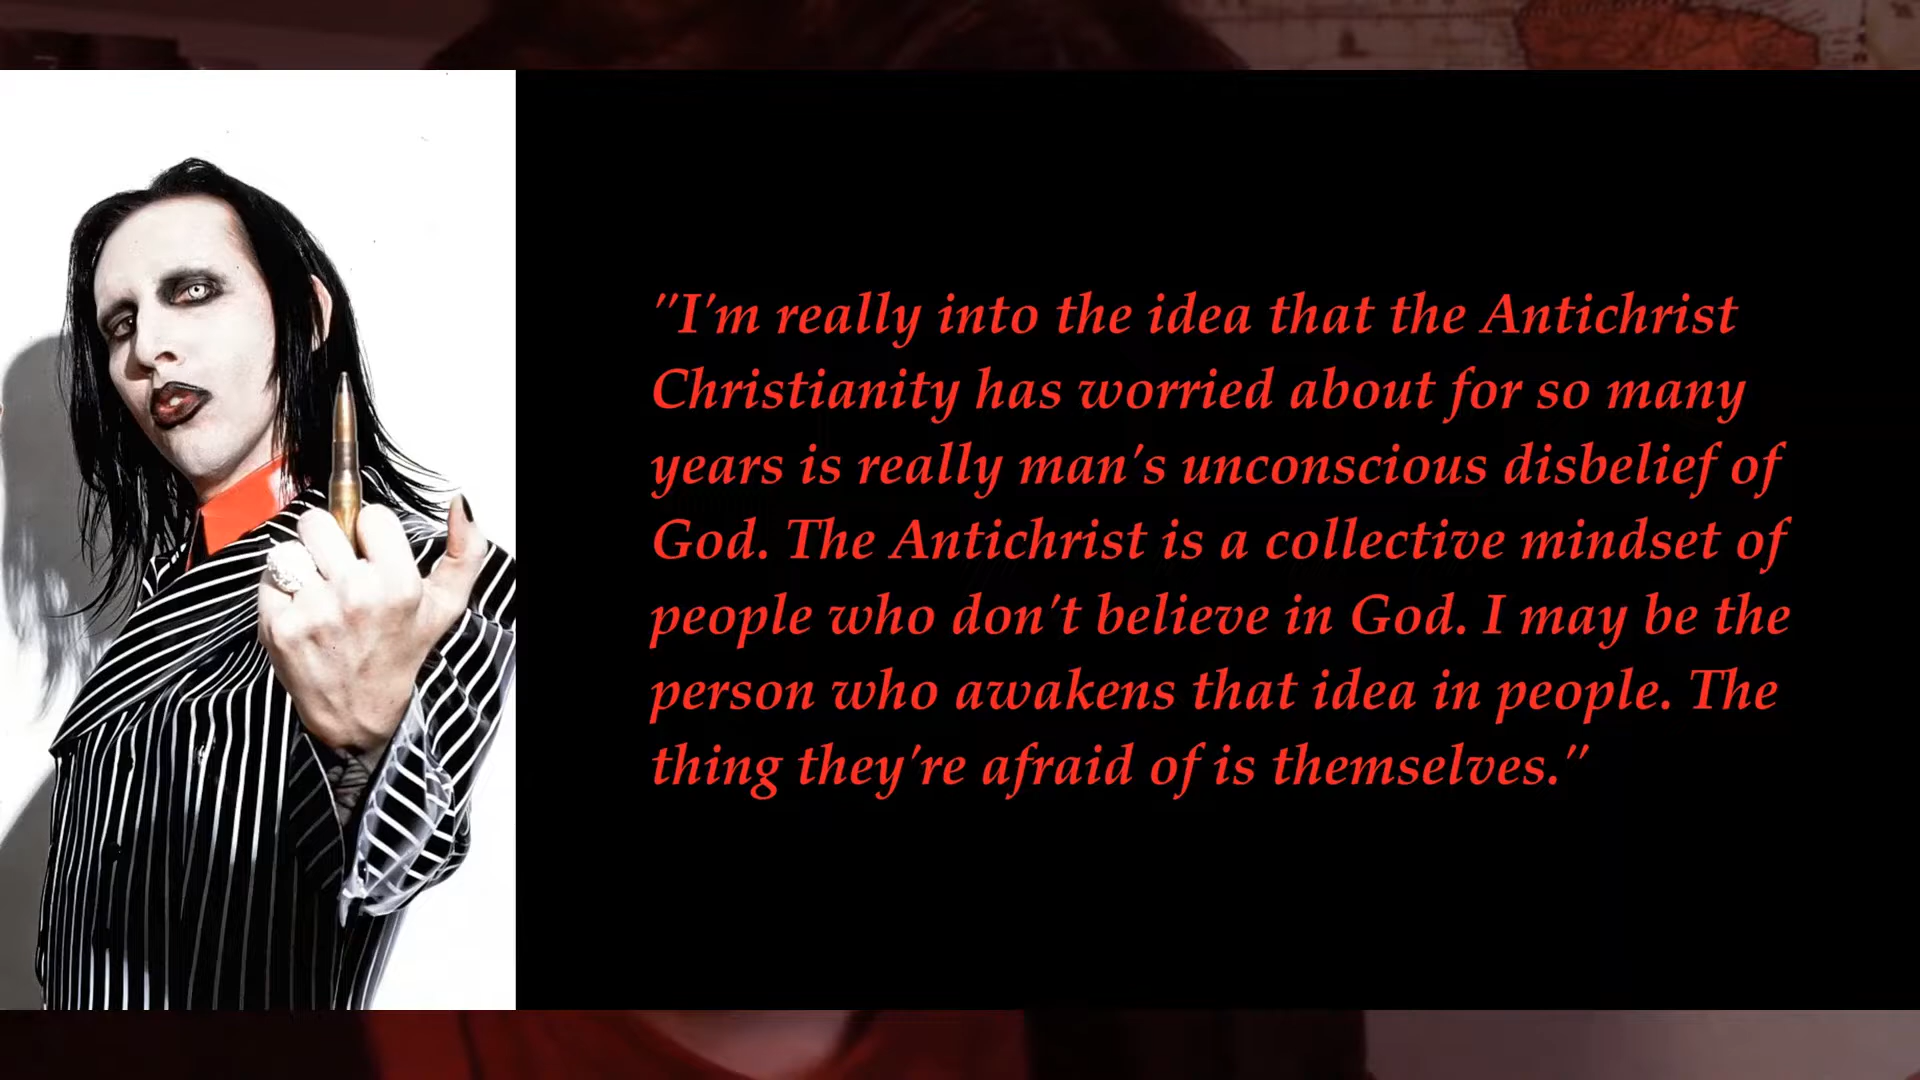 "I'm really into the idea that the Antichrist
Christianity has worried about for so many
years is really man's unconscious disbelief of
God. The Antichrist is a collective mindset of
people who don't believe in God. I may be the
person who awakens that idea in people. The
thing they're afraid of is themselves."